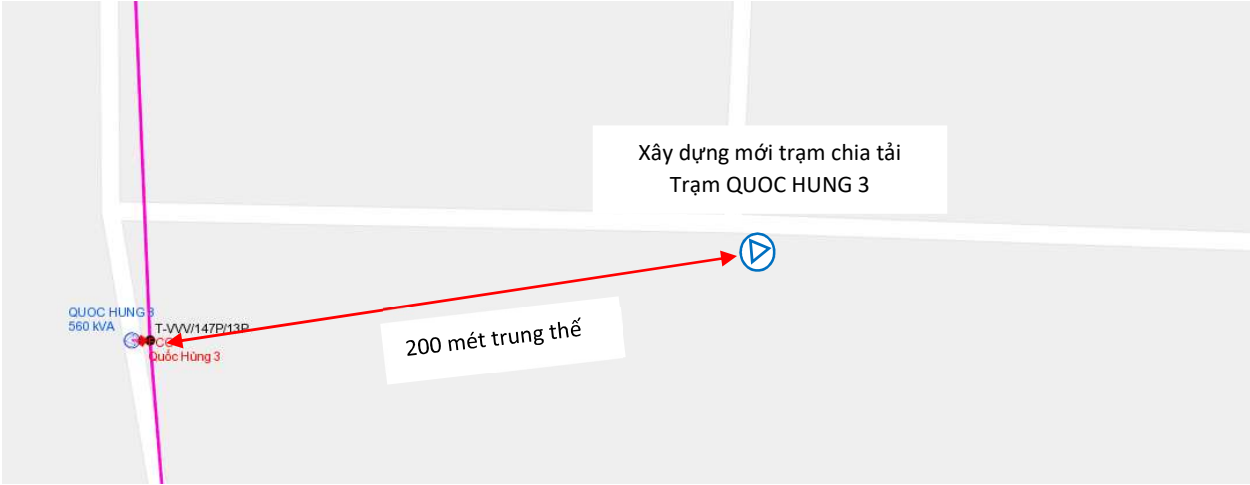 Xây dựng mới trạm chia tải
Trạm QUOC HUNG 3
QUOC HUNG 3
560 kVA
T-VVV/147P/13P
CO
Quốc Hùng 3
200 mét trung thế